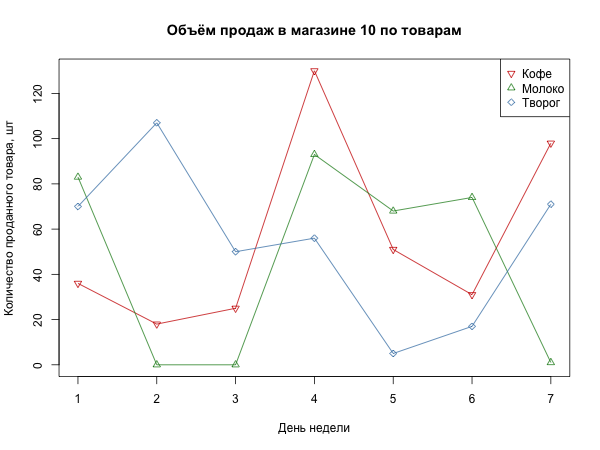 Объём продаж в магазине 10 по товарам
Кофе
Молоко
Творог
Количество проданного товара, шт
120
100
80
60
40
20
0
1 2 3 4 5 6 7
День недели